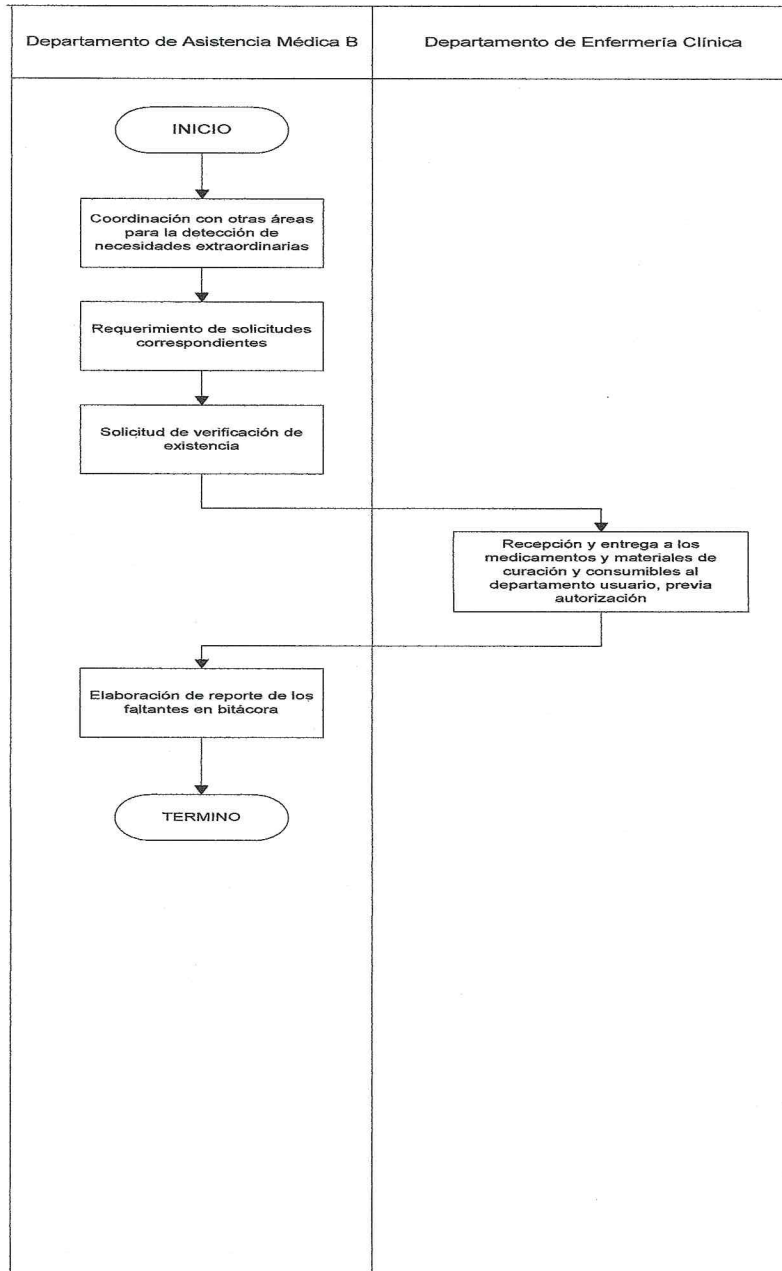 Departamento de Asistencia Médica B
Departamento de Enfermería Clínica
INICIO
Coordinación con otras áreas
para la detección de
necesidades extraordinarias
Requerimiento de solicitudes
correspondientes
Solicitud de verificación de
existencia
Recepción y entrega a los
medicamentos y materiales de
curación y consumibles al
departamento usuario, previa
autorización
Elaboración de reporte de los
faltantes en bitácora
TERMINO